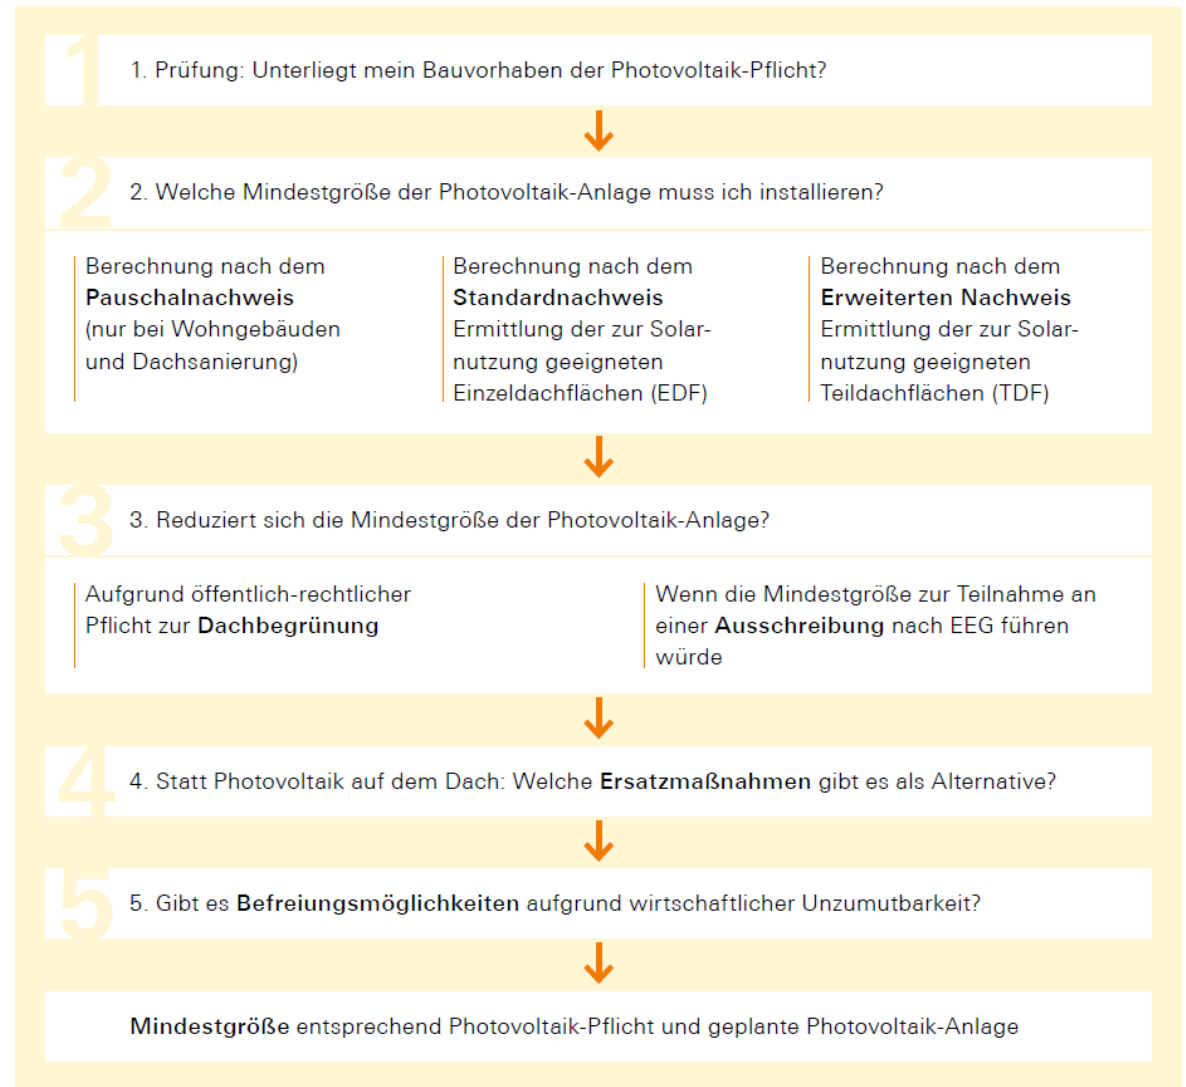 1
1. Prüfung: Unterliegt mein Bauvorhaben der Photovoltaik-Pflicht?
2
2. Welche Mindestgröße der Photovoltaik-Anlage muss ich installieren?
Berechnung nach dem
Pauschalnachweis
(nur bei Wohngebäuden
und Dachsanierung)
Berechnung nach dem
Standardnachweis
Ermittlung der zur Solar-
nutzung geeigneten
Einzeldachflächen (EDF)
Berechnung nach dem
Erweiterten Nachweis
Ermittlung der zur Solar-
nutzung geeigneten
Teildachflächen (TDF)
3
3. Reduziert sich die Mindestgröße der Photovoltaik-Anlage?
Aufgrund öffentlich-rechtlicher
Pflicht zur Dachbegrünung
Wenn die Mindestgröße zur Teilnahme an
einer Ausschreibung nach EEG führen
würde
4
4. Statt Photovoltaik auf dem Dach: Welche Ersatzmaßnahmen gibt es als Alternative?
5
5. Gibt es Befreiungsmöglichkeiten aufgrund wirtschaftlicher Unzumutbarkeit?
Mindestgröße entsprechend Photovoltaik-Pflicht und geplante Photovoltaik-Anlage